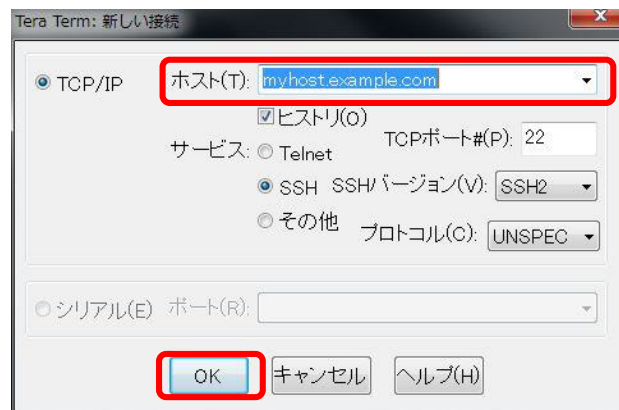 Tera Term: 新しい接続
TCP/IP ホスト(T): myhost.example.com
ヒストリ(O)
サービス: Telnet TCPポート#(P): 22
SSH SSHバージョン(V): SSH2
その他 プロトコル(C): UNSPEC
シリアル(E) ポート(R):
OK キャンセル ヘルプ(H)